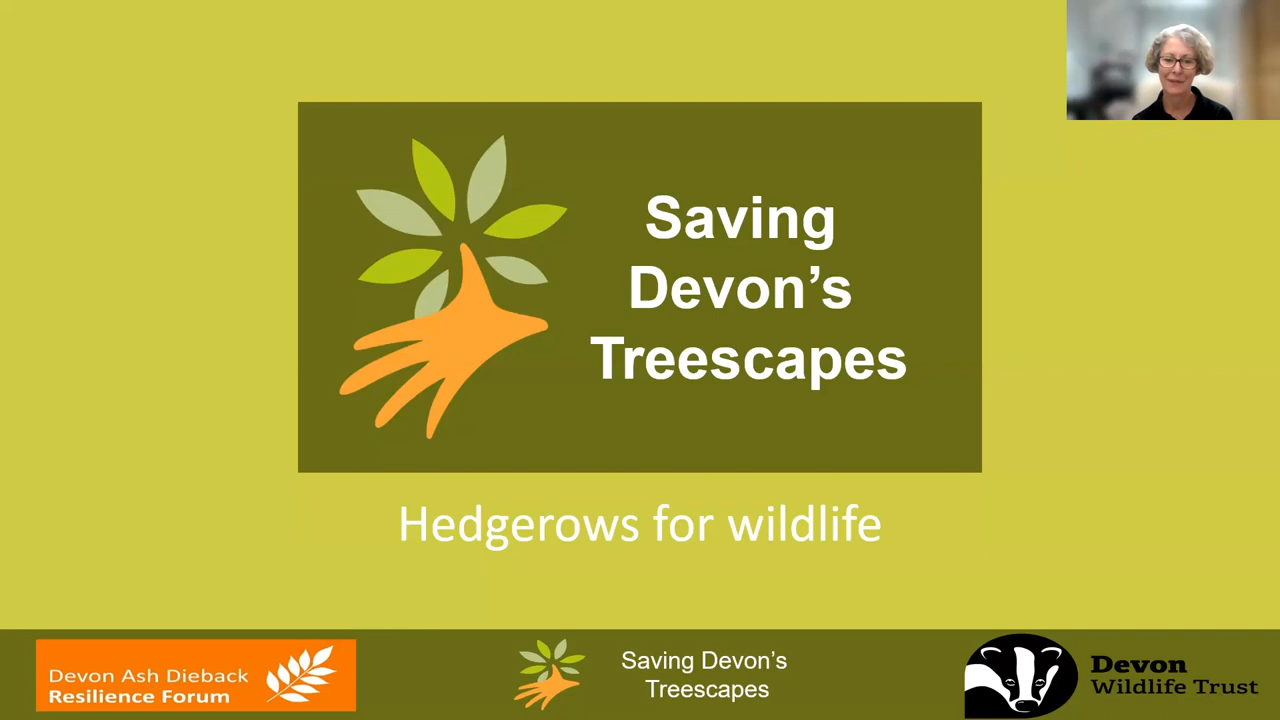 Saving
Devon’s
Treescapes
Hedgerows for wildlife
Devon Ash Dieback
Resilience Forum
Saving Devon’s
Treescapes
Devon
Wildlife Trust